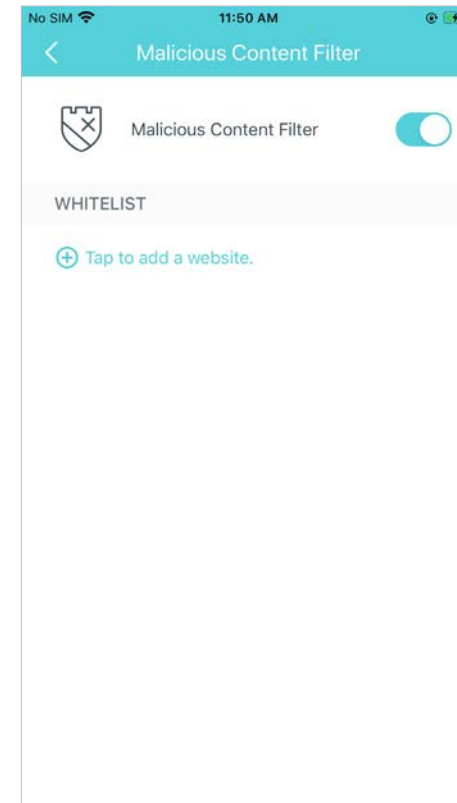 No SIM 11:50 AM
Malicious Content Filter
Malicious Content Filter
WHITELIST
Tap to add a website.